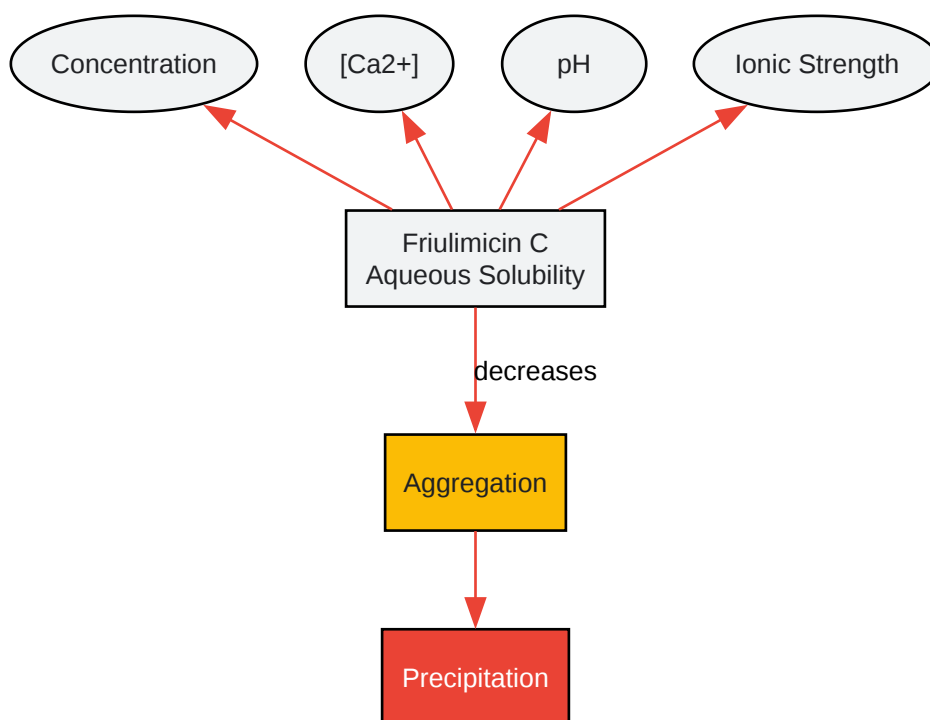 Concentration
[Ca2+]
pH
Ionic Strength
Friulimicin C
Aqueous Solubility
decreases
Aggregation
Precipitation